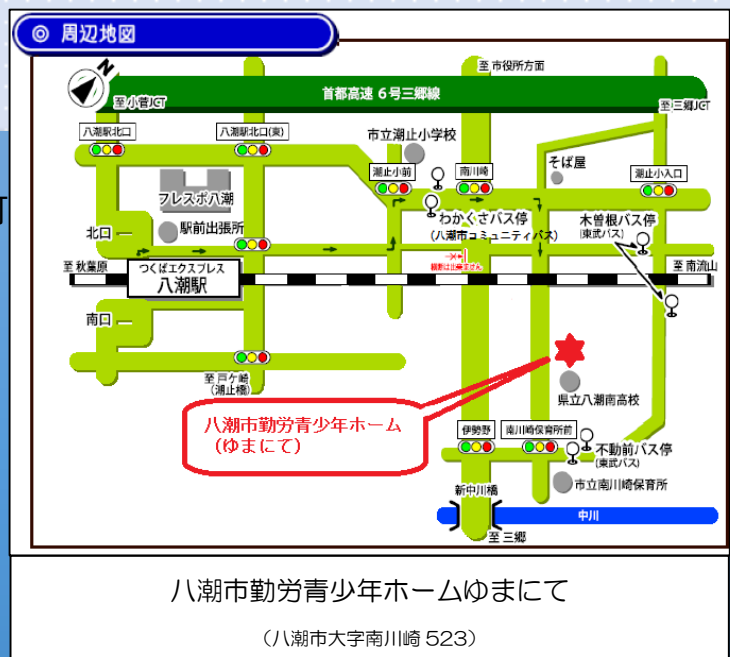 ◎ 周辺地図
N
至 市役所方面
首都高速 6号三郷線
至 小菅JCT
至 三郷JCT
八潮駅北口
八潮駅北口(東)
市立潮止小学校
潮止小前
南川崎
そば屋
潮止小入口
フレスポ八潮
わかくさバス停
(八潮市コミュニティバス)
木曽根バス停
(東武バス)
駅前出張所
北口
至 秋葉原
つくばエクスプレス
八潮駅
横断は出来ません
至 南流山
南口
至 戸ケ崎
(潮止橋)
県立八潮南高校
八潮市勤労青少年ホーム
(ゆまにて)
伊勢野
南川崎保育所前
不動前バス停
(東武バス)
市立南川崎保育所
新中川橋
中川
至 三郷
八潮市勤労青少年ホームゆまにて
（八潮市大字南川崎 523）